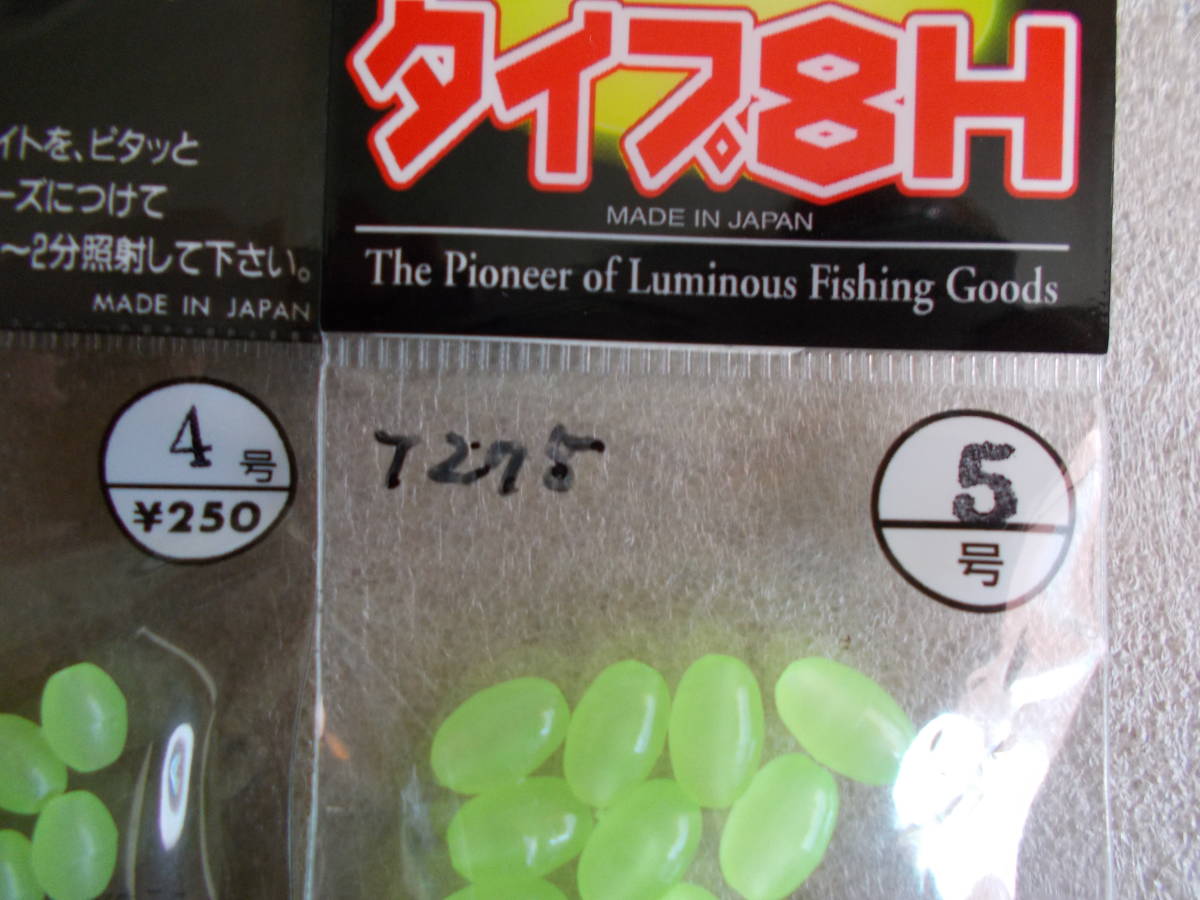 イトを、ピタッと
ーズにつけて
〜2分照射して下さい。
MADE IN JAPAN
4号
¥250
タイプ8H
MADE IN JAPAN
The Pioneer of Luminous Fishing Goods
5
号